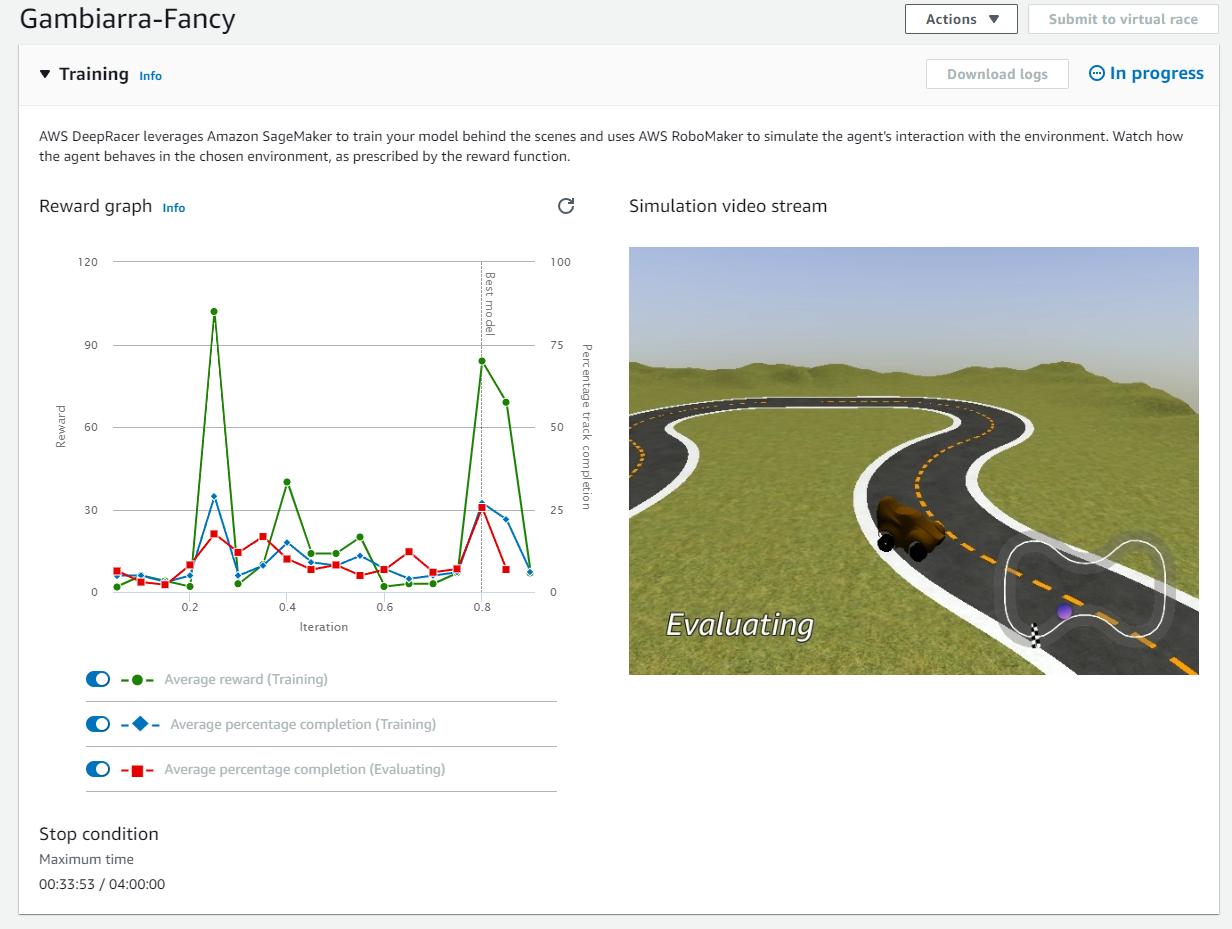 Gambiarra-Fancy
Actions
Submit to virtual race
Training Info
Download logs
In progress
AWS DeepRacer leverages Amazon SageMaker to train your model behind the scenes and uses AWS RoboMaker to simulate the agent's interaction with the environment. Watch how
the agent behaves in the chosen environment, as prescribed by the reward function.
Reward graph Info
Simulation video stream
120
90
60
30
0
Reward
100
75
50
25
0
Percentage track completion
Best model
0.2
0.4
0.6
0.8
Iteration
Evaluating
Average reward (Training)
Average percentage completion (Training)
Average percentage completion (Evaluating)
Stop condition
Maximum time
00:33:53 / 04:00:00